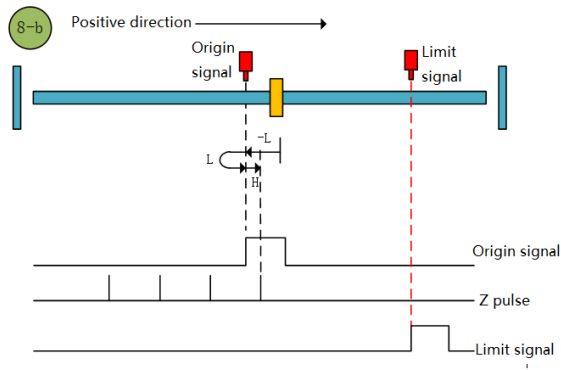 8-b
Positive direction
Origin
signal
Limit
signal
-L
L
H
Origin signal
Z pulse
Limit signal